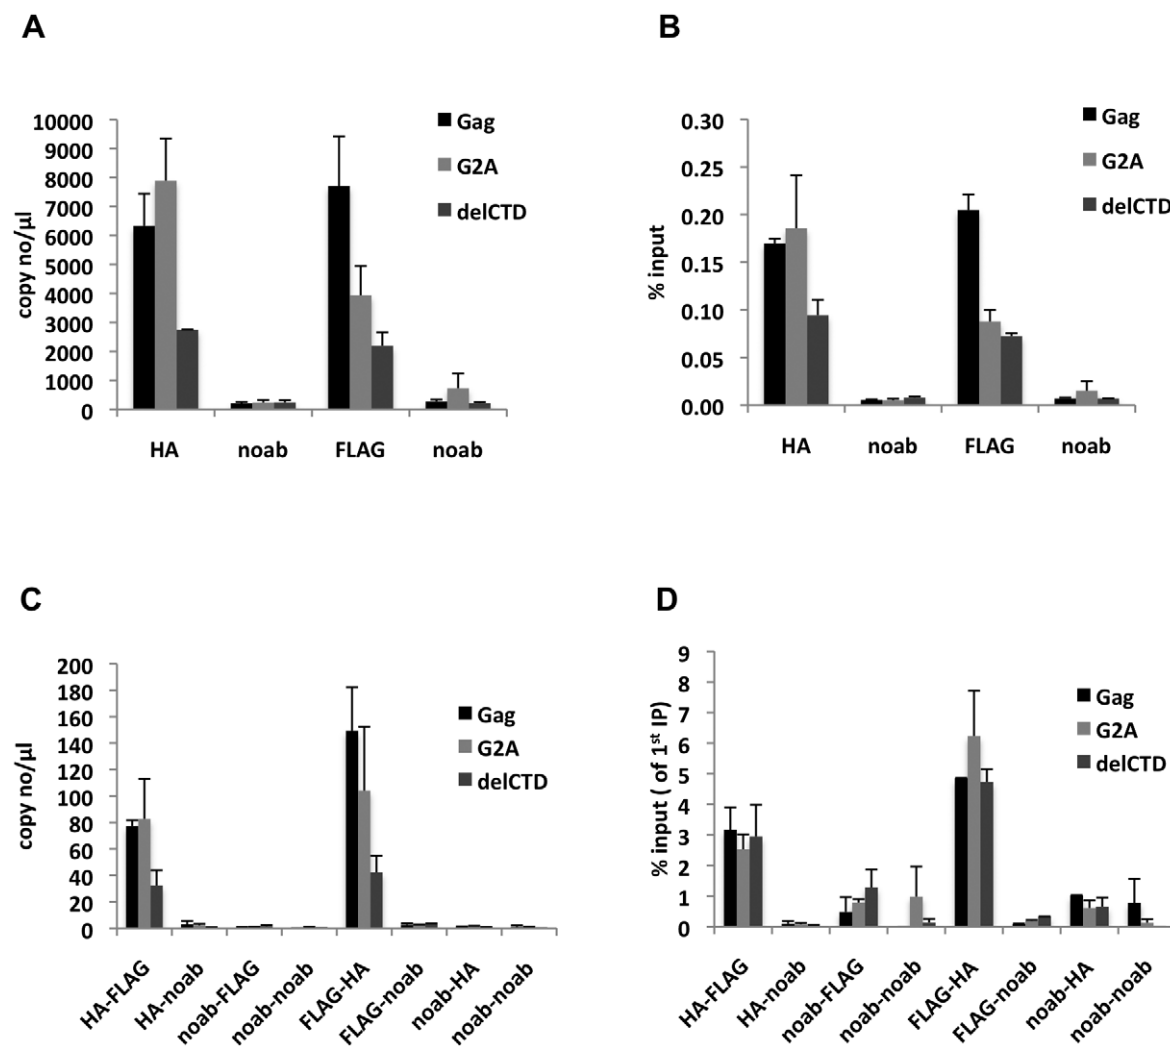 A
copy no/µl
10000
9000
8000
7000
6000
5000
4000
3000
2000
1000
0
HA
noab
FLAG
noab
Gag
G2A
delCTD
B
% input
0.30
0.25
0.20
0.15
0.10
0.05
0.00
HA
noab
FLAG
noab
Gag
G2A
delCTD
C
copy no/µl
200
180
160
140
120
100
80
60
40
20
0
HA-FLAG
HA-noab
noab-FLAG
noab-noab
FLAG-HA
FLAG-noab
noab-HA
noab-noab
Gag
G2A
delCTD
D
% input ( of 1st IP)
9
8
7
6
5
4
3
2
1
0
HA-FLAG
HA-noab
noab-FLAG
noab-noab
FLAG-HA
FLAG-noab
noab-HA
noab-noab
Gag
G2A
delCTD